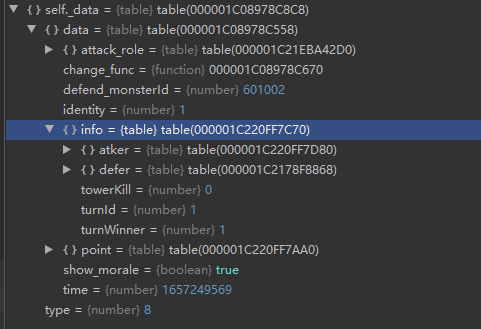 self._data = {table} table(000001C08978C8C8)
data = {table} table(000001C08978C558)
attack_role = {table} table(000001C21EBA42D0)
change_func = {function} 000001C08978C670
defend_monsterId = {number} 601002
identity = {number} 1
info = {table} table(000001C220FF7C70)
atker = {table} table(000001C220FF7D80)
defer = {table} table(000001C2178F8868)
towerKill = {number} 0
turnId = {number} 1
turnWinner = {number} 1
point = {table} table(000001C220FF7AA0)
show_morale = {boolean} true
time = {number} 1657249569
type = {number} 8